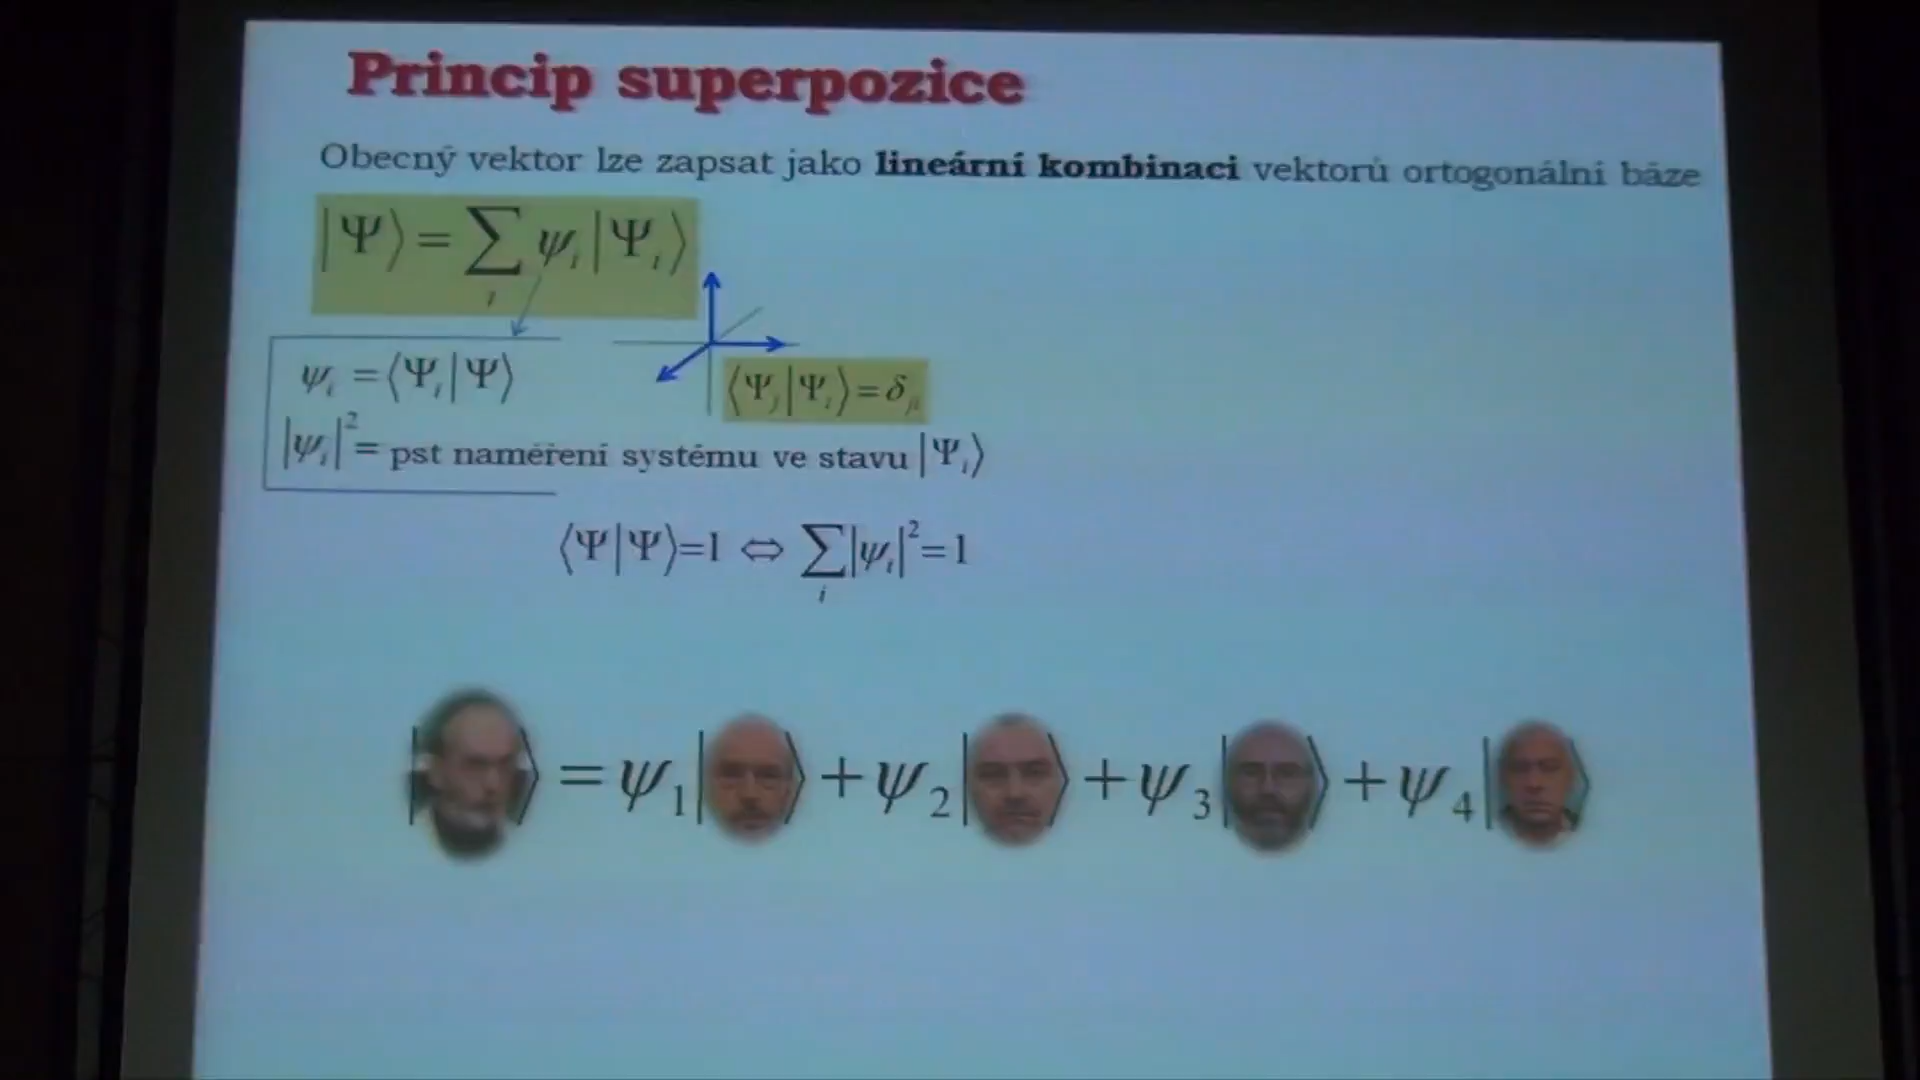 Princip superpozice
Obecný vektor lze zapsat jako lineární kombinaci vektorů ortogonální báze
|Ψ⟩ = ∑ᵢ ψᵢ |Ψᵢ⟩
ψᵢ = ⟨Ψᵢ|Ψ⟩
⟨Ψⱼ|Ψᵢ⟩ = δⱼᵢ
|ψᵢ|² = pst naměření systému ve stavu |Ψᵢ⟩
⟨Ψ|Ψ⟩=1 ⇔ ∑ᵢ|ψᵢ|²=1
| ⟩ = ψ₁| ⟩ + ψ₂| ⟩ + ψ₃| ⟩ + ψ₄| ⟩